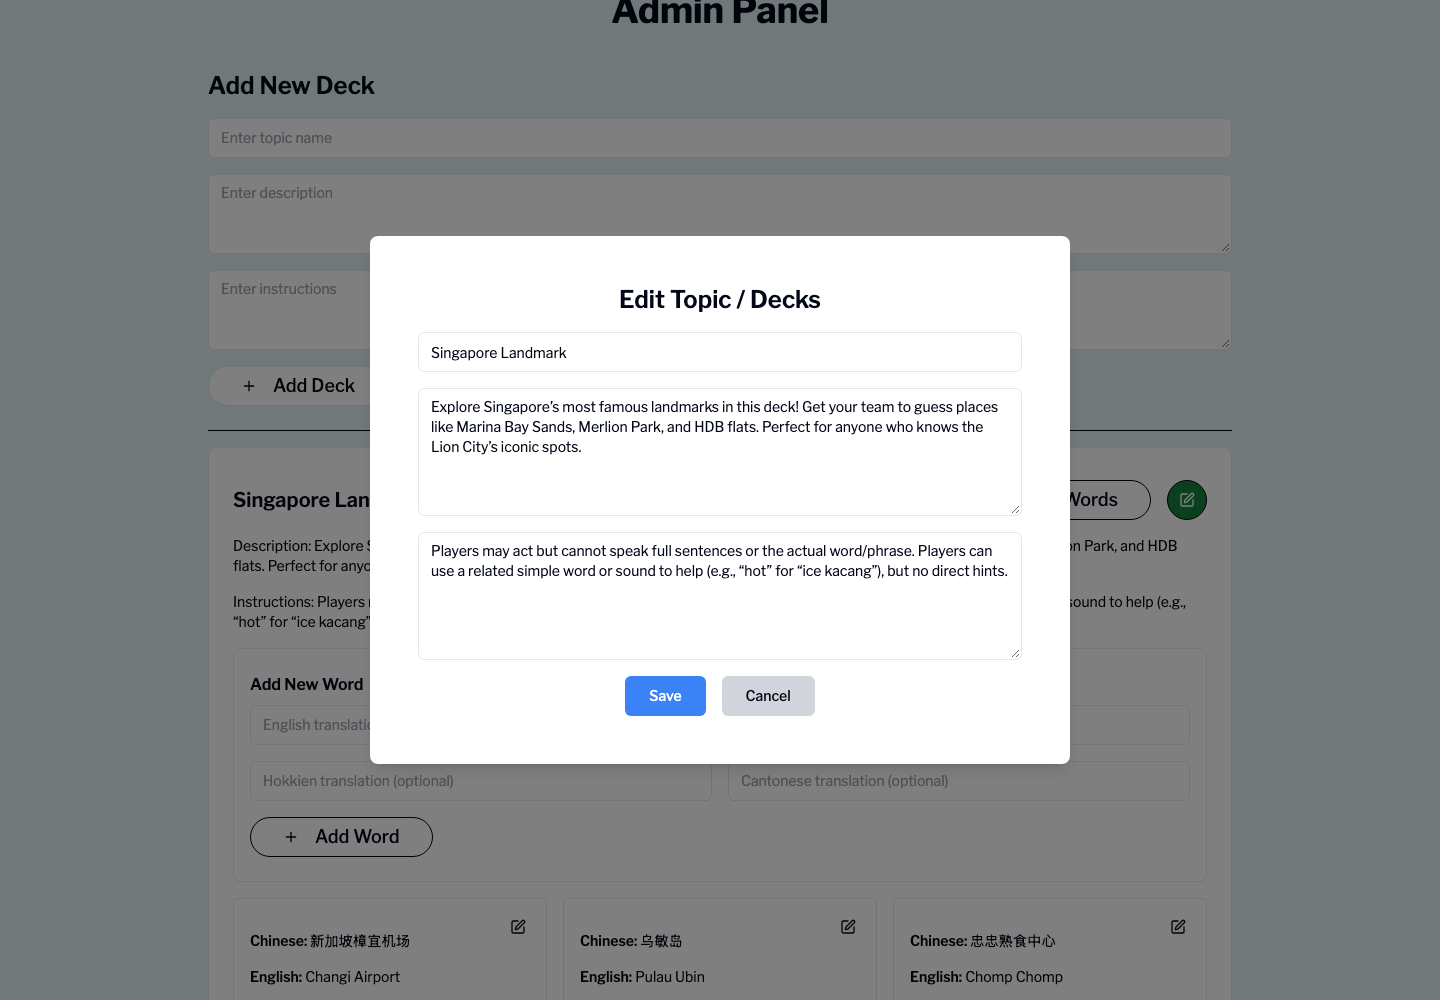 Admin Panel
Add New Deck
Enter topic name
Enter description
Enter instructions
+ Add Deck
Edit Topic / Decks
Singapore Landmark
Explore Singapore’s most famous landmarks in this deck! Get your team to guess places
like Marina Bay Sands, Merlion Park, and HDB flats. Perfect for anyone who knows the
Lion City’s iconic spots.
Players may act but cannot speak full sentences or the actual word/phrase. Players can
use a related simple word or sound to help (e.g., “hot” for “ice kacang”), but no direct hints.
Save
Cancel
Singapore Lan
Words
Description: Explore
Park, and HDB
flats. Perfect for
Instructions: Players
sound to help (e.g.,
“hot” for “ice kacang”
Add New Word
English
Hokkien translation (optional)
Cantonese translation (optional)
+ Add Word
Chinese: 新加坡樟宜机场
English: Changi Airport
Chinese: 乌敏岛
English: Pulau Ubin
Chinese: 忠忠熟食中心
English: Chomp Chomp